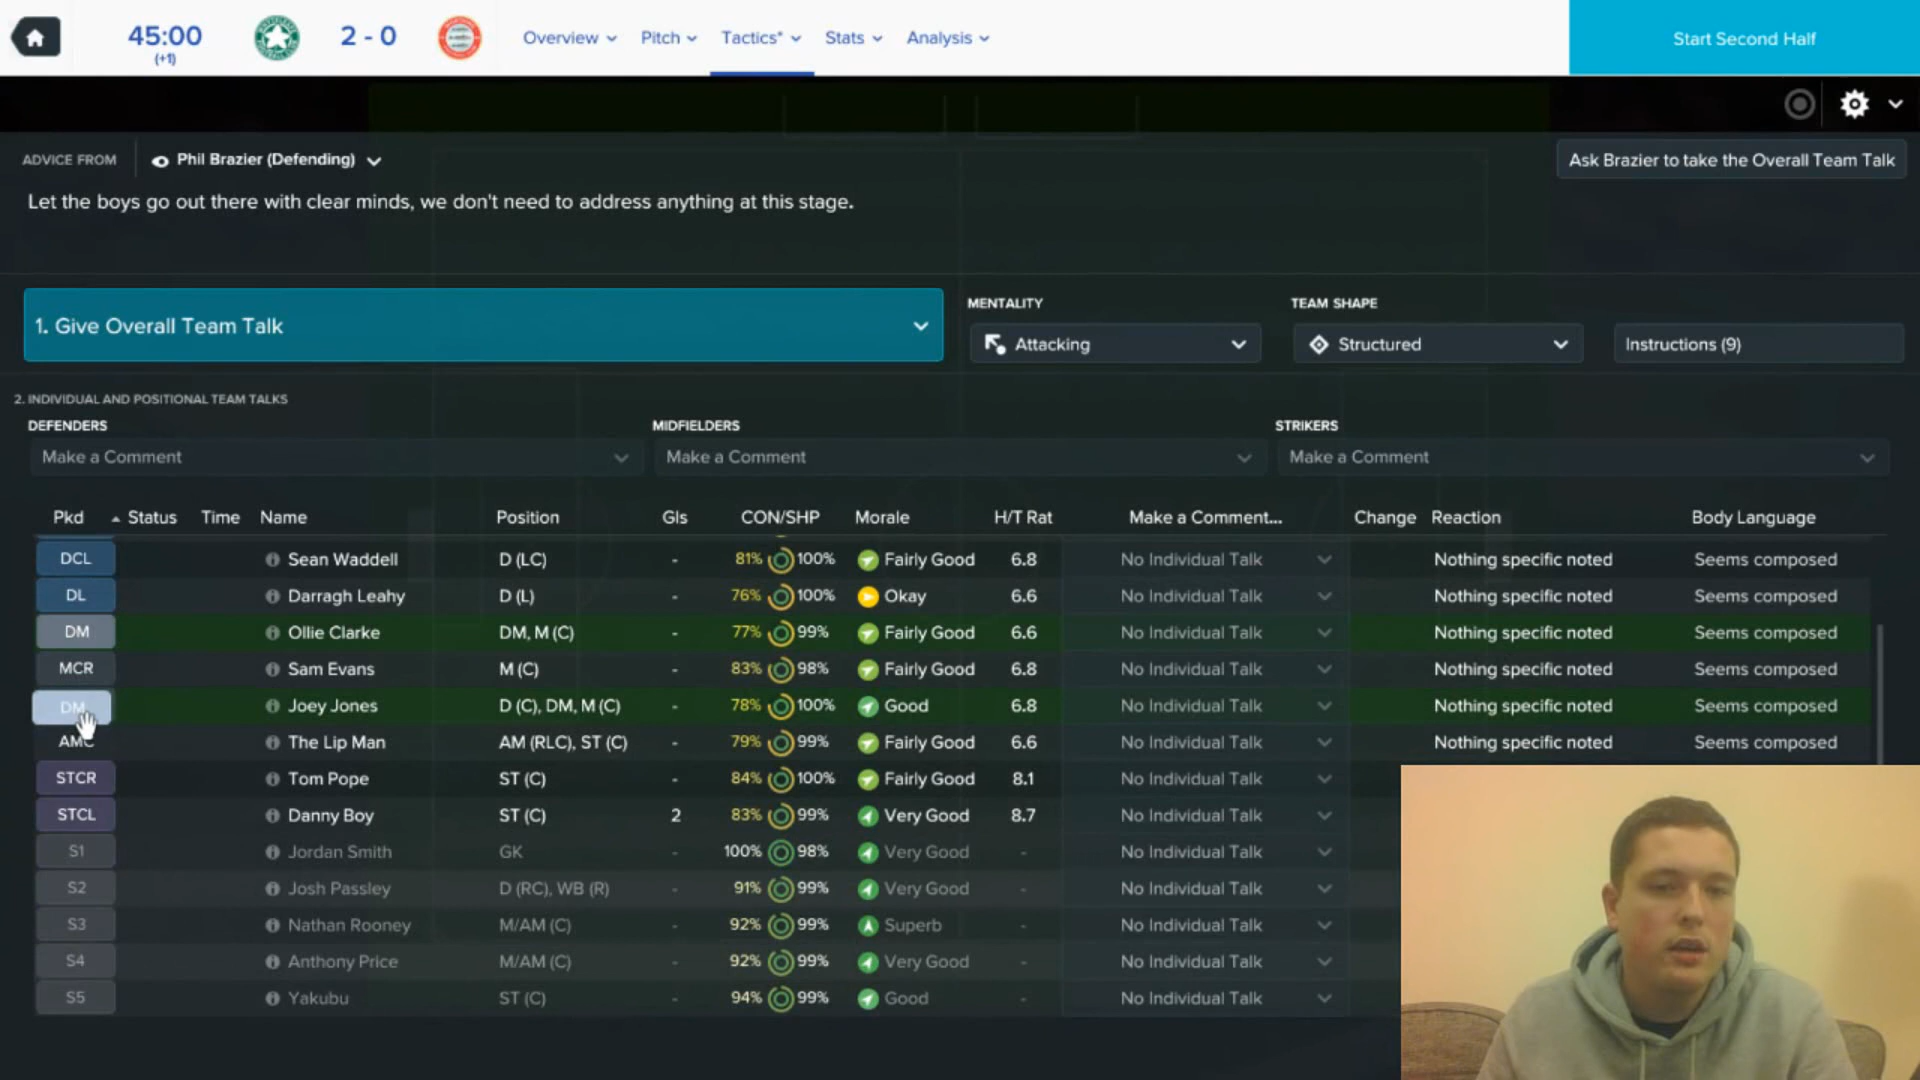 45:00
(+1)
2 - 0
Overview
Pitch
Tactics*
Stats
Analysis
Start Second Half
ADVICE FROM
Phil Brazier (Defending)
Ask Brazier to take the Overall Team Talk
Let the boys go out there with clear minds, we don't need to address anything at this stage.
1. Give Overall Team Talk
MENTALITY
Attacking
TEAM SHAPE
Structured
Instructions (9)
2. INDIVIDUAL AND POSITIONAL TEAM TALKS
DEFENDERS
MIDFIELDERS
STRIKERS
Make a Comment
Make a Comment
Make a Comment
Pkd Status Time Name Position Gls CON/SHP Morale H/T Rat Make a Comment... Change Reaction Body Language
DCL Sean Waddell D (LC) - 81% 100% Fairly Good 6.8 No Individual Talk Nothing specific noted Seems composed
DL Darragh Leahy D (L) - 76% 100% Okay 6.6 No Individual Talk Nothing specific noted Seems composed
DM Ollie Clarke DM, M (C) - 77% 99% Fairly Good 6.6 No Individual Talk Nothing specific noted Seems composed
MCR Sam Evans M (C) - 83% 98% Fairly Good 6.8 No Individual Talk Nothing specific noted Seems composed
DM Joey Jones D (C), DM, M (C) - 78% 100% Good 6.8 No Individual Talk Nothing specific noted Seems composed
AMC The Lip Man AM (RLC), ST (C) - 79% 99% Fairly Good 6.6 No Individual Talk Nothing specific noted Seems composed
STCR Tom Pope ST (C) - 84% 100% Fairly Good 8.1 No Individual Talk
STCL Danny Boy ST (C) 2 83% 99% Very Good 8.7 No Individual Talk
S1 Jordan Smith GK - 100% 98% Very Good - No Individual Talk
S2 Josh Passley D (RC), WB (R) - 91% 99% Very Good - No Individual Talk
S3 Nathan Rooney M/AM (C) - 92% 99% Superb - No Individual Talk
S4 Anthony Price M/AM (C) - 92% 99% Very Good - No Individual Talk
S5 Yakubu ST (C) - 94% 99% Good - No Individual Talk